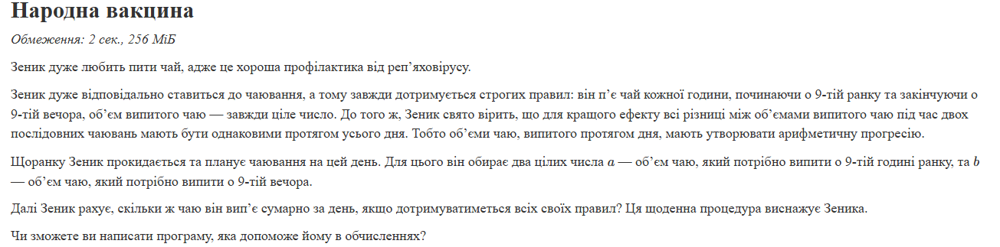 Народна вакцина
Обмеження: 2 сек., 256 МіБ
Зеник дуже любить пити чай, адже це хороша профілактика від реп’яховірусу.
Зеник дуже відповідально ставиться до чаювання, а тому завжди дотримується строгих правил: він п’є чай кожної години, починаючи о 9-тій ранку та закінчуючи о
9-тій вечора, об’єм випитого чаю — завжди ціле число. До того ж, Зеник свято вірить, що для кращого ефекту всі різниці між об’ємами випитого чаю під час двох
послідовних чаювань мають бути однаковими протягом усього дня. Тобто об’єми чаю, випитого протягом дня, мають утворювати арифметичну прогресію.
Щоранку Зеник прокидається та планує чаювання на цей день. Для цього він обирає два цілих числа a — об’єм чаю, який потрібно випити о 9-тій годині ранку, та b
— об’єм чаю, який потрібно випити о 9-тій вечора.
Далі Зеник рахує, скільки ж чаю він вип’є сумарно за день, якщо дотримуватиметься всіх своїх правил? Ця щоденна процедура виснажує Зеника.
Чи зможете ви написати програму, яка допоможе йому в обчисленнях?